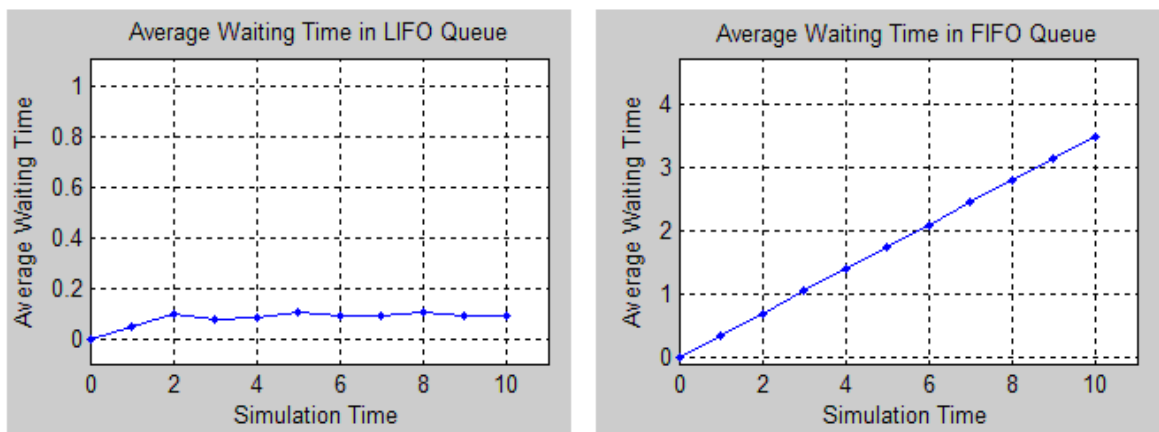 Average Waiting Time in LIFO Queue
Average Waiting Time
1
0.8
0.6
0.4
0.2
0
0 2 4 6 8 10
Simulation Time
Average Waiting Time in FIFO Queue
Average Waiting Time
4
3
2
1
0
0 2 4 6 8 10
Simulation Time